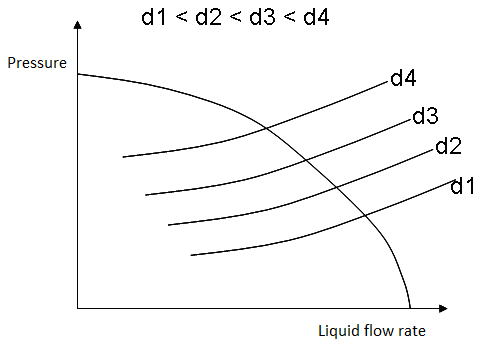 d1 < d2 < d3 < d4
Pressure
d4
d3
d2
d1
Liquid flow rate